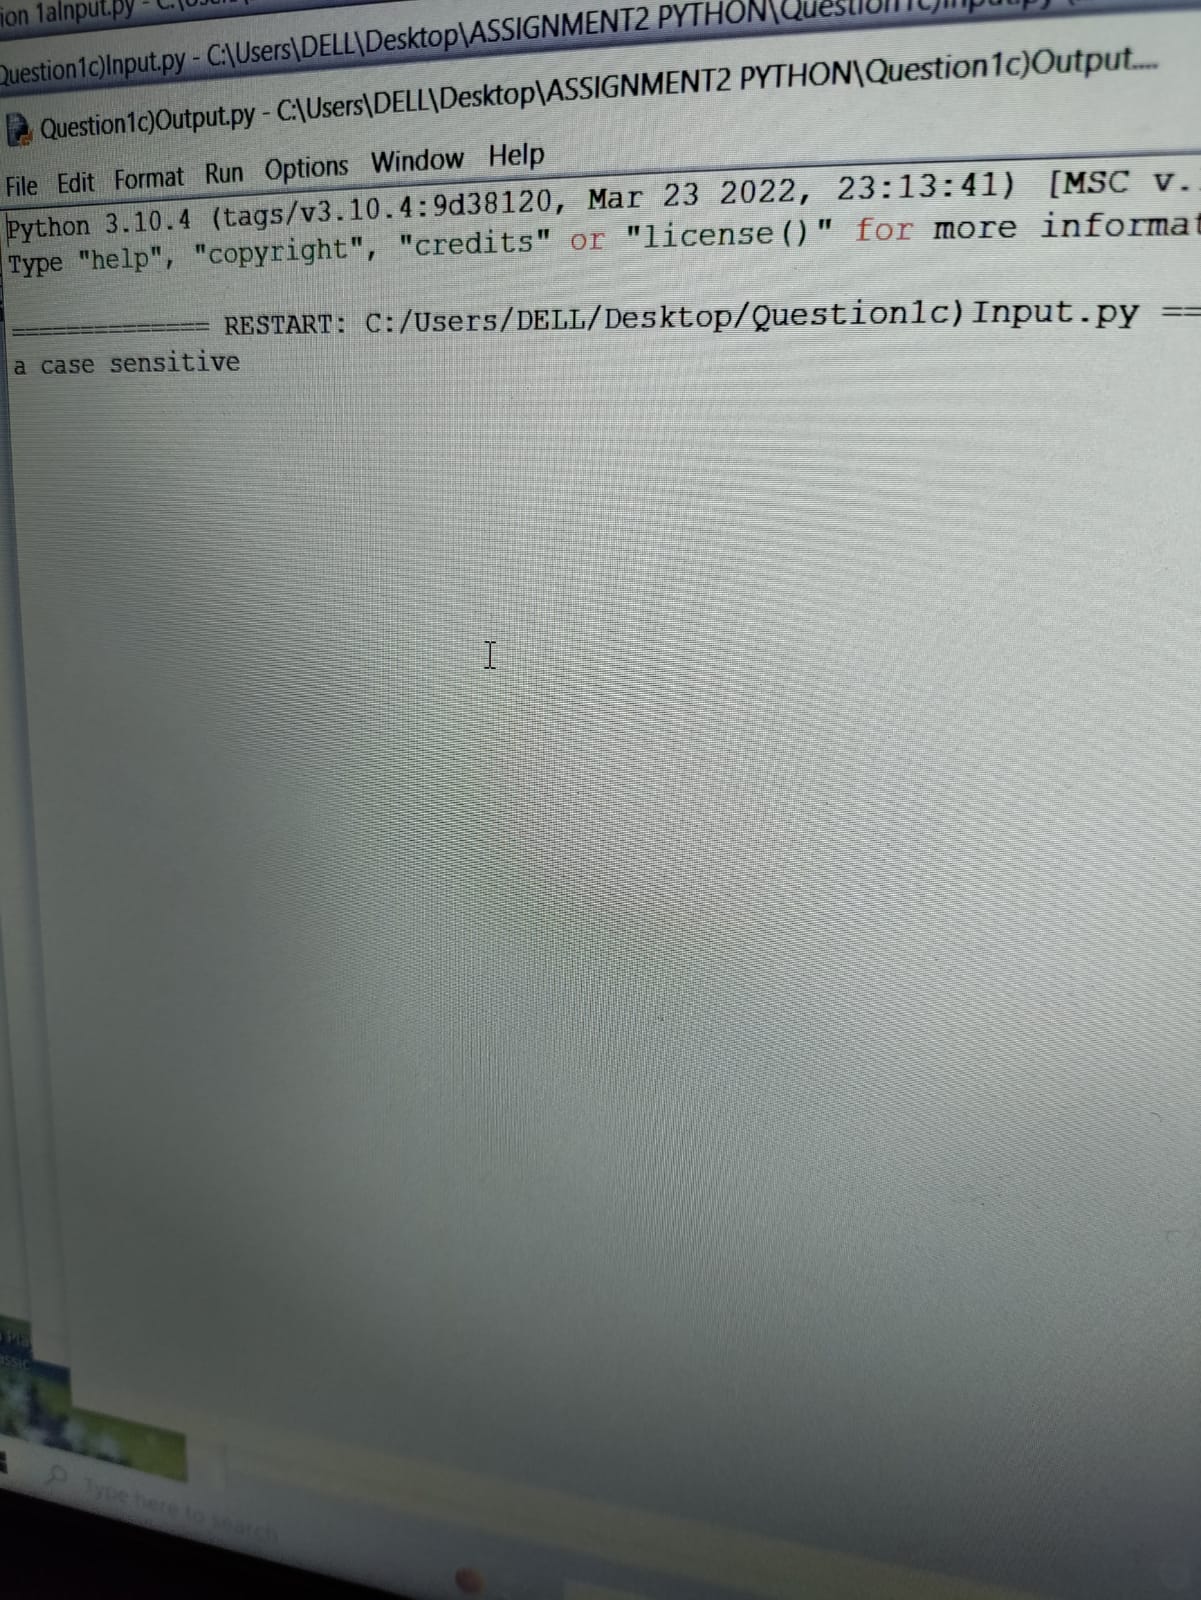 ion 1aInput.py - C:\Users
Question1c)Input.py - C:\Users\DELL\Desktop\ASSIGNMENT2 PYTHON\Question1c)Input.py
Question1c)Output.py - C:\Users\DELL\Desktop\ASSIGNMENT2 PYTHON\Question1c)Output....
File Edit Format Run Options Window Help
Python 3.10.4 (tags/v3.10.4:9d38120, Mar 23 2022, 23:13:41) [MSC v.
Type "help", "copyright", "credits" or "license()" for more informat
============== RESTART: C:/Users/DELL/Desktop/Question1c)Input.py ==
a case sensitive
Type here to search